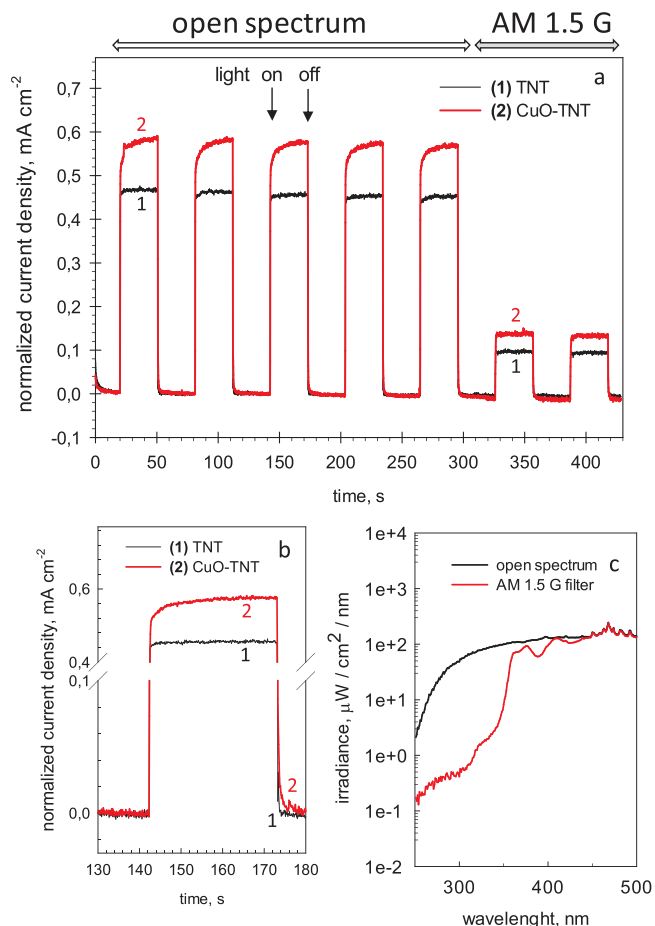 open spectrum AM 1.5 G
a
light on off
(1) TNT
(2) CuO-TNT
normalized current density, mA cm-2
0,7
0,6
0,5
0,4
0,3
0,2
0,1
0,0
-0,1
2
1
2
1
0 50 100 150 200 250 300 350 400
time, s
b
(1) TNT
(2) CuO-TNT
normalized current density, mA cm-2
0.6
0.4
0.1
0.0
2
1
2
1
130 140 150 160 170 180
time, s
open spectrum c
AM 1.5 G filter
irradiance, μW / cm2 / nm
1e+4
1e+3
1e+2
1e+1
1e+0
1e-1
1e-2
300 400 500
wavelenght, nm